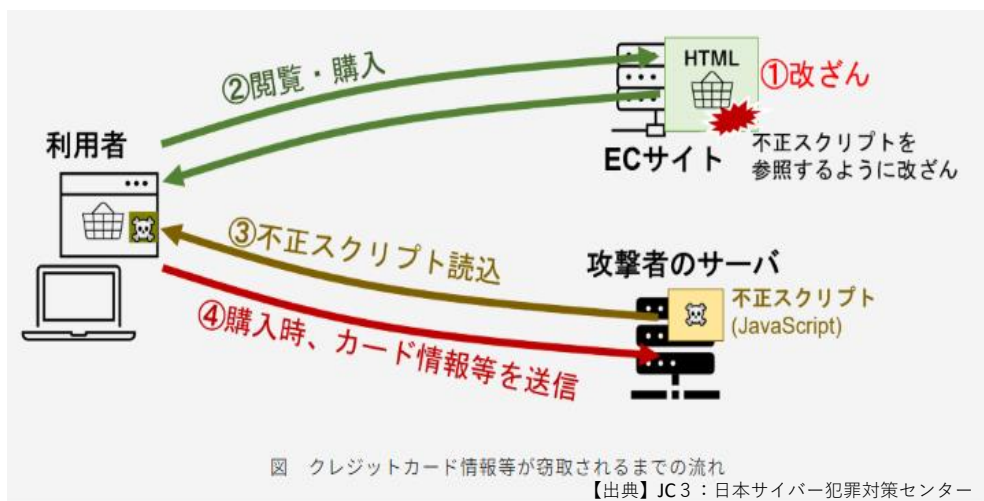 ②閲覧・購入
HTML
①改ざん
利用者
ECサイト
不正スクリプトを
参照するように改ざん
③不正スクリプト読込
攻撃者のサーバ
不正スクリプト
(JavaScript)
④購入時、カード情報等を送信
図　クレジットカード情報等が窃取されるまでの流れ
【出典】JC３：日本サイバー犯罪対策センター